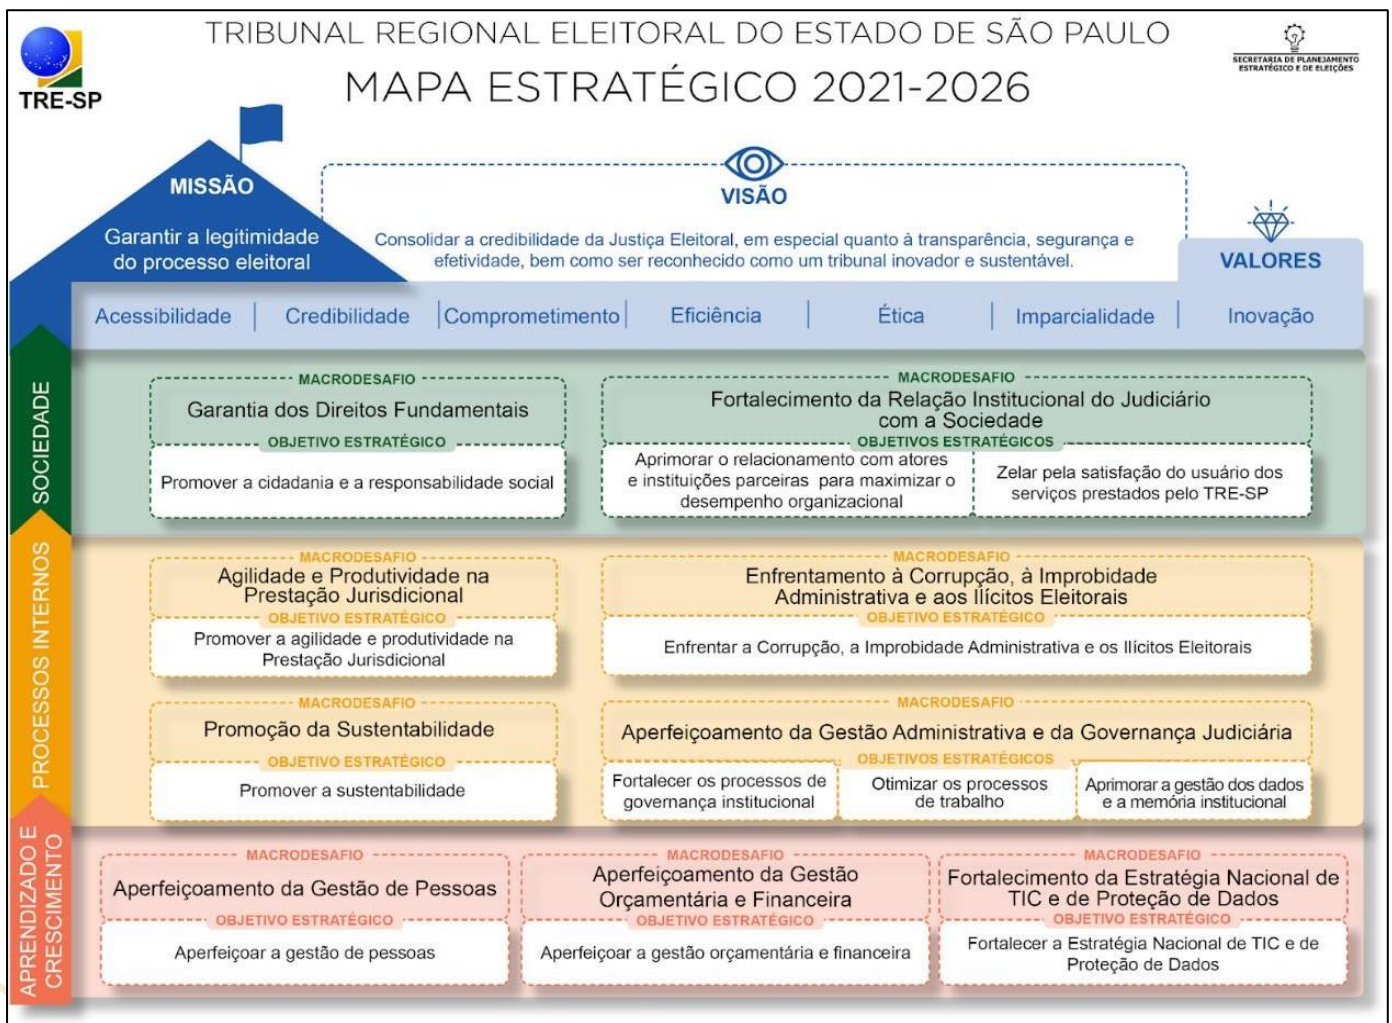 TRIBUNAL REGIONAL ELEITORAL DO ESTADO DE SÃO PAULO
MAPA ESTRATÉGICO 2021-2026
TRE-SP
SECRETARIA DE PLANEJAMENTO
ESTRATÉGICO E DE ELEIÇÕES
MISSÃO
Garantir a legitimidade
do processo eleitoral
VISÃO
Consolidar a credibilidade da Justiça Eleitoral, em especial quanto à transparência, segurança e
efetividade, bem como ser reconhecido como um tribunal inovador e sustentável.
VALORES
Acessibilidade
Credibilidade
Comprometimento
Eficiência
Ética
Imparcialidade
Inovação
SOCIEDADE
MACRODESAFIO
Garantia dos Direitos Fundamentais
OBJETIVO ESTRATÉGICO
Promover a cidadania e a responsabilidade social
MACRODESAFIO
Fortalecimento da Relação Institucional do Judiciário
com a Sociedade
OBJETIVOS ESTRATÉGICOS
Aprimorar o relacionamento com atores
e instituições parceiras para maximizar o
desempenho organizacional
Zelar pela satisfação do usuário dos
serviços prestados pelo TRE-SP
PROCESSOS INTERNOS
MACRODESAFIO
Agilidade e Produtividade na
Prestação Jurisdicional
OBJETIVO ESTRATÉGICO
Promover a agilidade e produtividade na
Prestação Jurisdicional
MACRODESAFIO
Enfrentamento à Corrupção, à Improbidade
Administrativa e aos Ilícitos Eleitorais
OBJETIVO ESTRATÉGICO
Enfrentar a Corrupção, a Improbidade Administrativa e os Ilícitos Eleitorais
MACRODESAFIO
Promoção da Sustentabilidade
OBJETIVO ESTRATÉGICO
Promover a sustentabilidade
MACRODESAFIO
Aperfeiçoamento da Gestão Administrativa e da Governança Judiciária
OBJETIVOS ESTRATÉGICOS
Fortalecer os processos de
governança institucional
Otimizar os processos
de trabalho
Aprimorar a gestão dos dados
e a memória institucional
APRENDIZADO E
CRESCIMENTO
MACRODESAFIO
Aperfeiçoamento da Gestão de Pessoas
OBJETIVO ESTRATÉGICO
Aperfeiçoar a gestão de pessoas
MACRODESAFIO
Aperfeiçoamento da Gestão
Orçamentária e Financeira
OBJETIVO ESTRATÉGICO
Aperfeiçoar a gestão orçamentária e financeira
MACRODESAFIO
Fortalecimento da Estratégia Nacional de
TIC e de Proteção de Dados
OBJETIVO ESTRATÉGICO
Fortalecer a Estratégia Nacional de TIC e de
Proteção de Dados